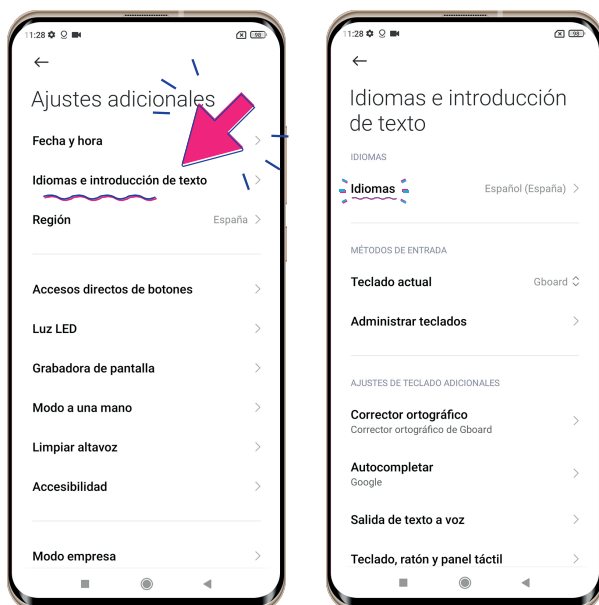 11:28
98
Ajustes adicionales
Fecha y hora
Idiomas e introducción de texto
Región España
Accesos directos de botones
Luz LED
Grabadora de pantalla
Modo a una mano
Limpiar altavoz
Accesibilidad
Modo empresa
11:28
98
Idiomas e introducción
de texto
IDIOMAS
Idiomas Español (España)
MÉTODOS DE ENTRADA
Teclado actual Gboard
Administrar teclados
AJUSTES DE TECLADO ADICIONALES
Corrector ortográfico
Corrector ortográfico de Gboard
Autocompletar
Google
Salida de texto a voz
Teclado, ratón y panel táctil